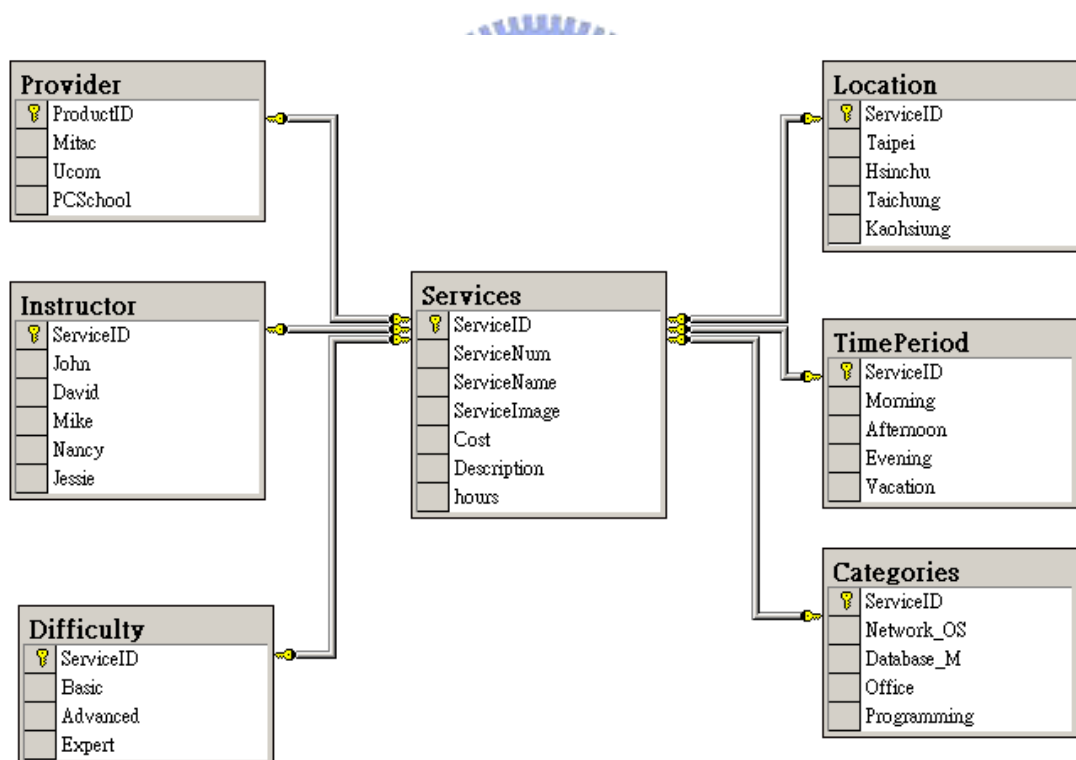 Provider
ProductID
Mitac
Ucom
PCSchool
Instructor
ServiceID
John
David
Mike
Nancy
Jessie
Difficulty
ServiceID
Basic
Advanced
Expert
Services
ServiceID
ServiceNum
ServiceName
ServiceImage
Cost
Description
hours
Location
ServiceID
Taipei
Hsinchu
Taichung
Kaohsiung
TimePeriod
ServiceID
Morning
Afternoon
Evening
Vacation
Categories
ServiceID
Network_OS
Database_M
Office
Programming